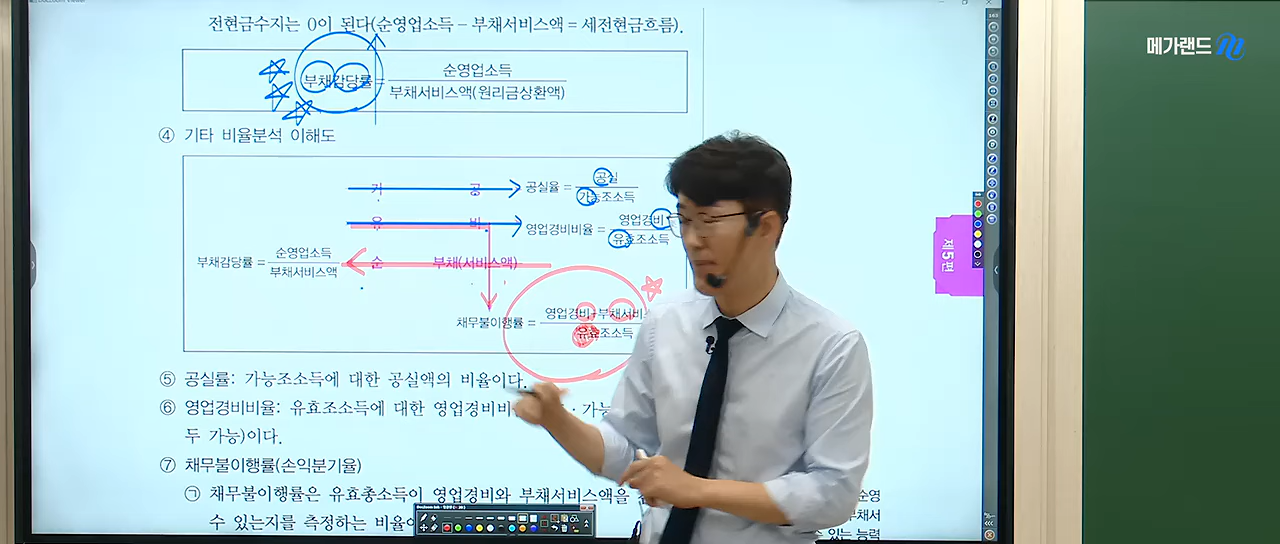 전현금수지는 0이 된다(순영업소득 – 부채서비스액 = 세전현금흐름).
부채감당률 = 순영업소득 / 부채서비스액(원리금상환액)
④ 기타 비율분석 이해도
가 공 공실율 = 공실 / 가능조소득
유 비 영업경비비율 = 영업경비 / 유효조소득
부채감당률 = 순영업소득 / 부채서비스액 순 부채(서비스액)
채무불이행률 = 영업경비+부채서비 / 유효조소득
⑤ 공실률: 가능조소득에 대한 공실액의 비율이다.
⑥ 영업경비비율: 유효조소득에 대한 영업경비 · 가능
두 가능)이다.
⑦ 채무불이행률(손익분기율)
㉠ 채무불이행률은 유효총소득이 영업경비와 부채서비스액을 순영
수 있는지를 측정하는 비율 있는 능력
제5편
메가랜드